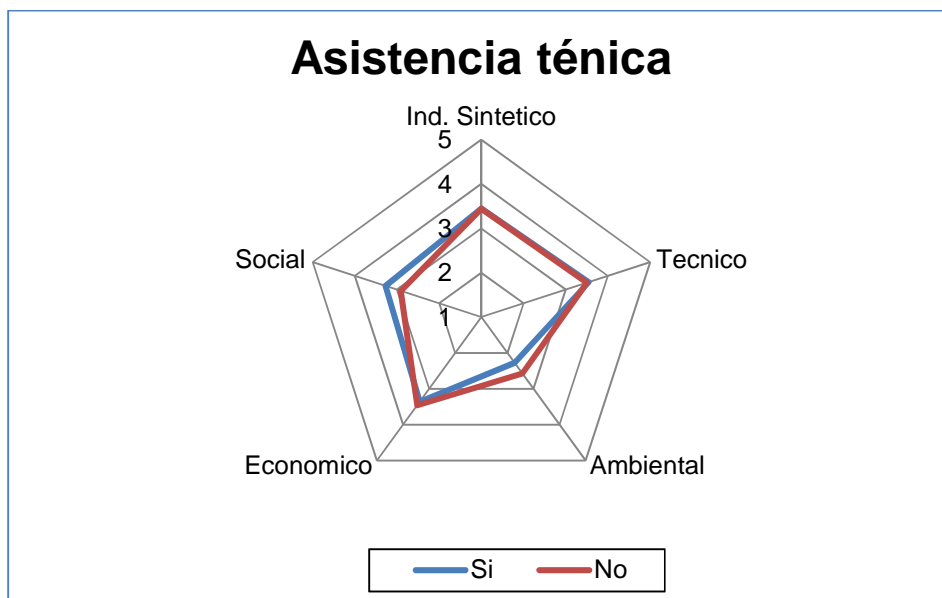 Asistencia ténica
Ind. Sintetico
5
4
3
2
1
Social
Tecnico
Economico
Ambiental
Si
No